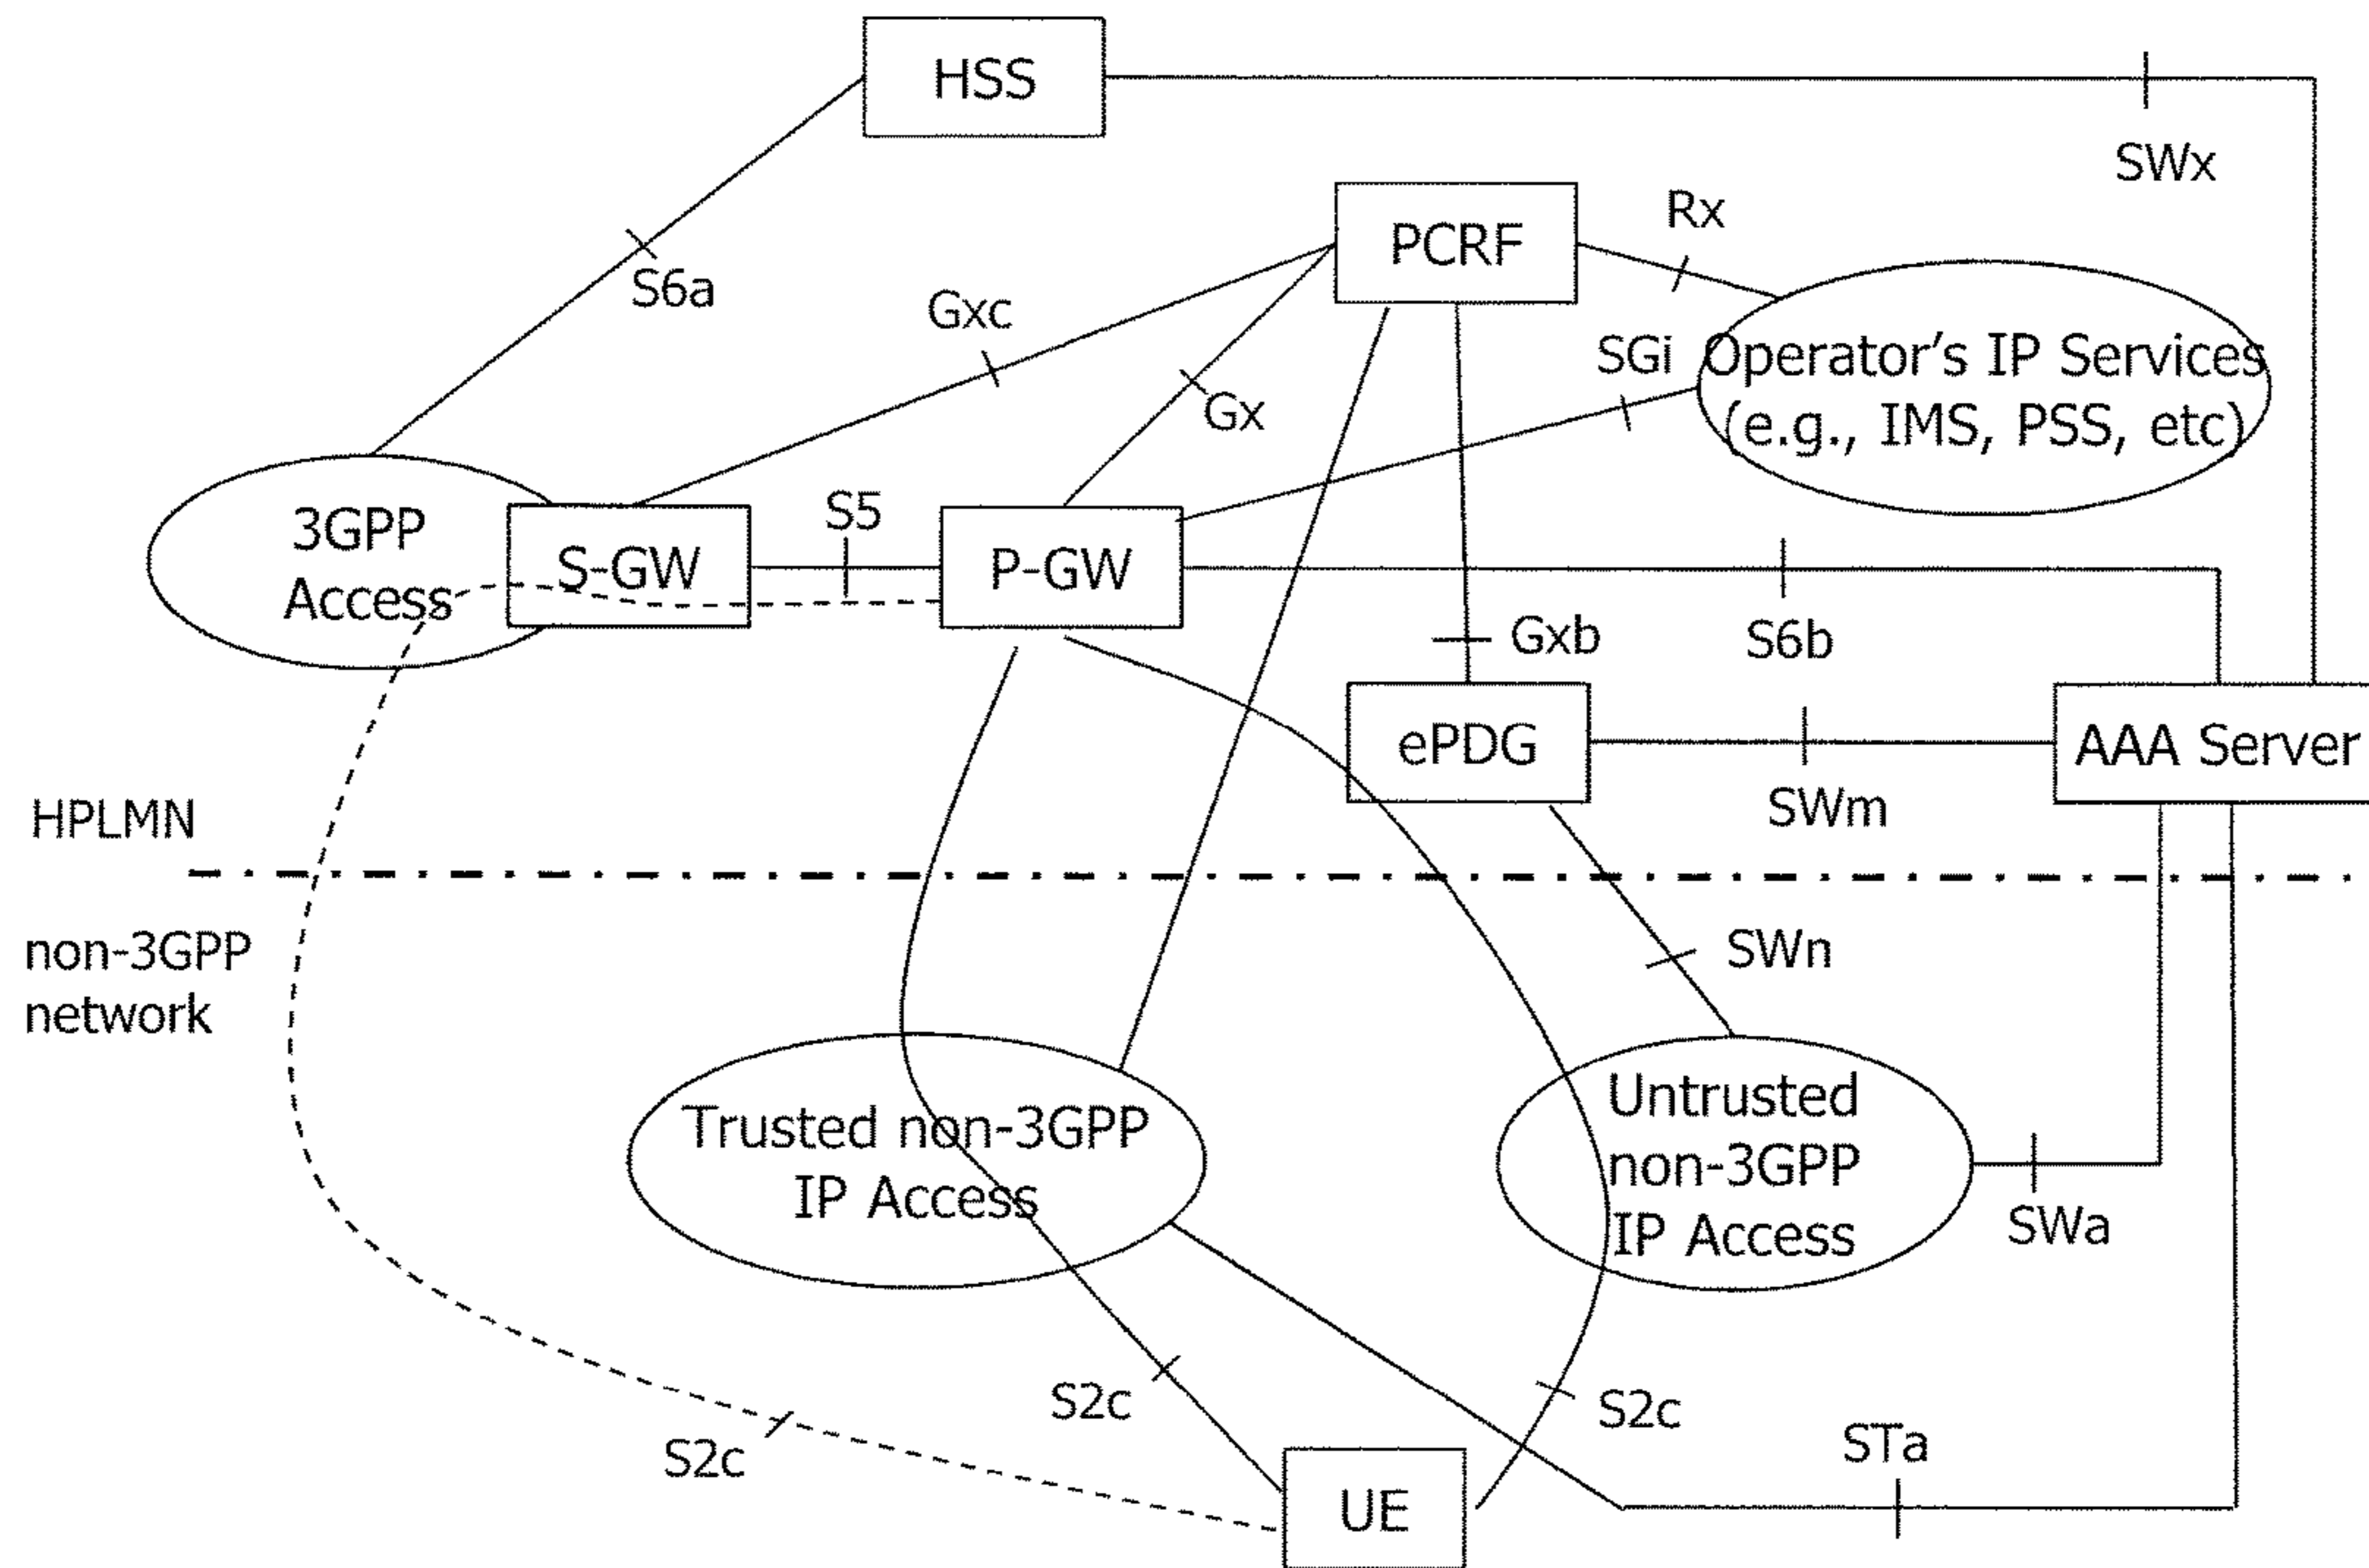 HSS
SWx
PCRF
Rx
S6a
Gxc
Gx
SGi
Operator's IP Services
(e.g., IMS, PSS, etc)
3GPP
Access
S-GW
S5
P-GW
Gxb
S6b
ePDG
SWm
AAA Server
HPLMN
non-3GPP
network
SWn
Trusted non-3GPP
IP Access
Untrusted
non-3GPP
IP Access
SWa
S2c
S2c
S2c
STa
UE